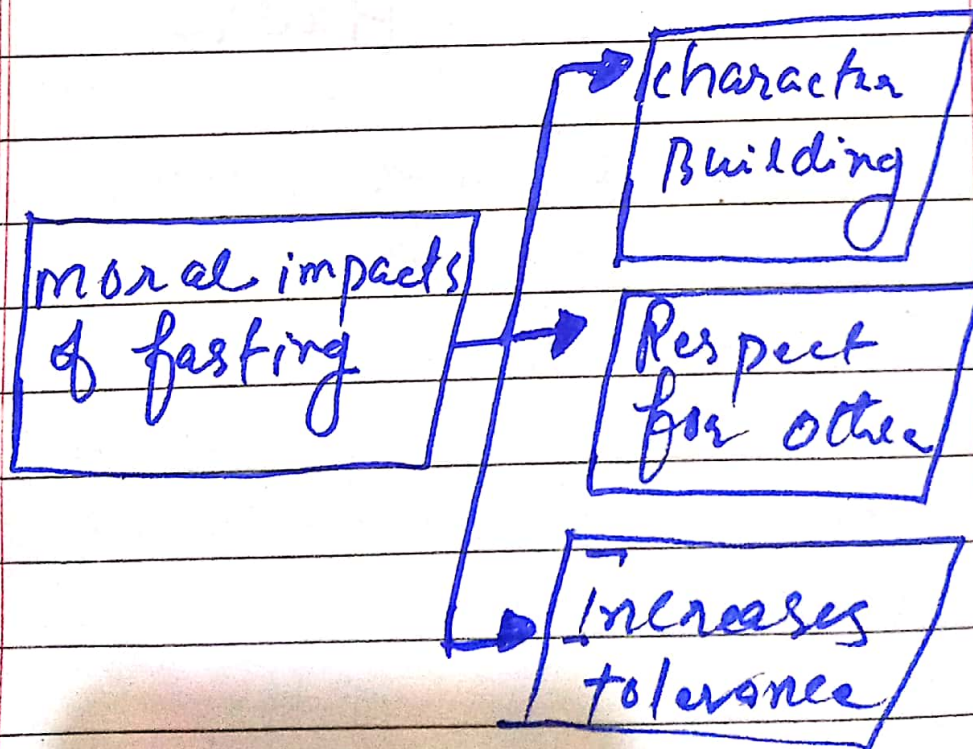 moral impacts
of fasting
character
Building
Respect
for other
Increases
tolerance